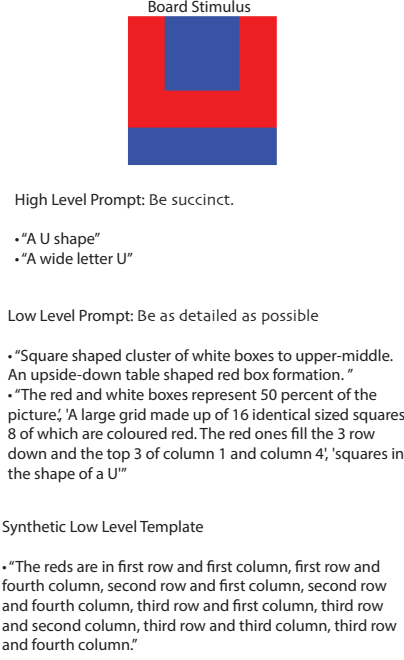 Board Stimulus
High Level Prompt: Be succinct.
• “A U shape”
• “A wide letter U”
Low Level Prompt: Be as detailed as possible
• “Square shaped cluster of white boxes to upper-middle.
An upside-down table shaped red box formation. ”
• “The red and white boxes represent 50 percent of the
picture.’, 'A large grid made up of 16 identical sized squares
8 of which are coloured red. The red ones fill the 3 row
down and the top 3 of column 1 and column 4', 'squares in
the shape of a U'”
Synthetic Low Level Template
• “The reds are in first row and first column, first row and
fourth column, second row and first column, second row
and fourth column, third row and first column, third row
and second column, third row and third column, third row
and fourth column.”